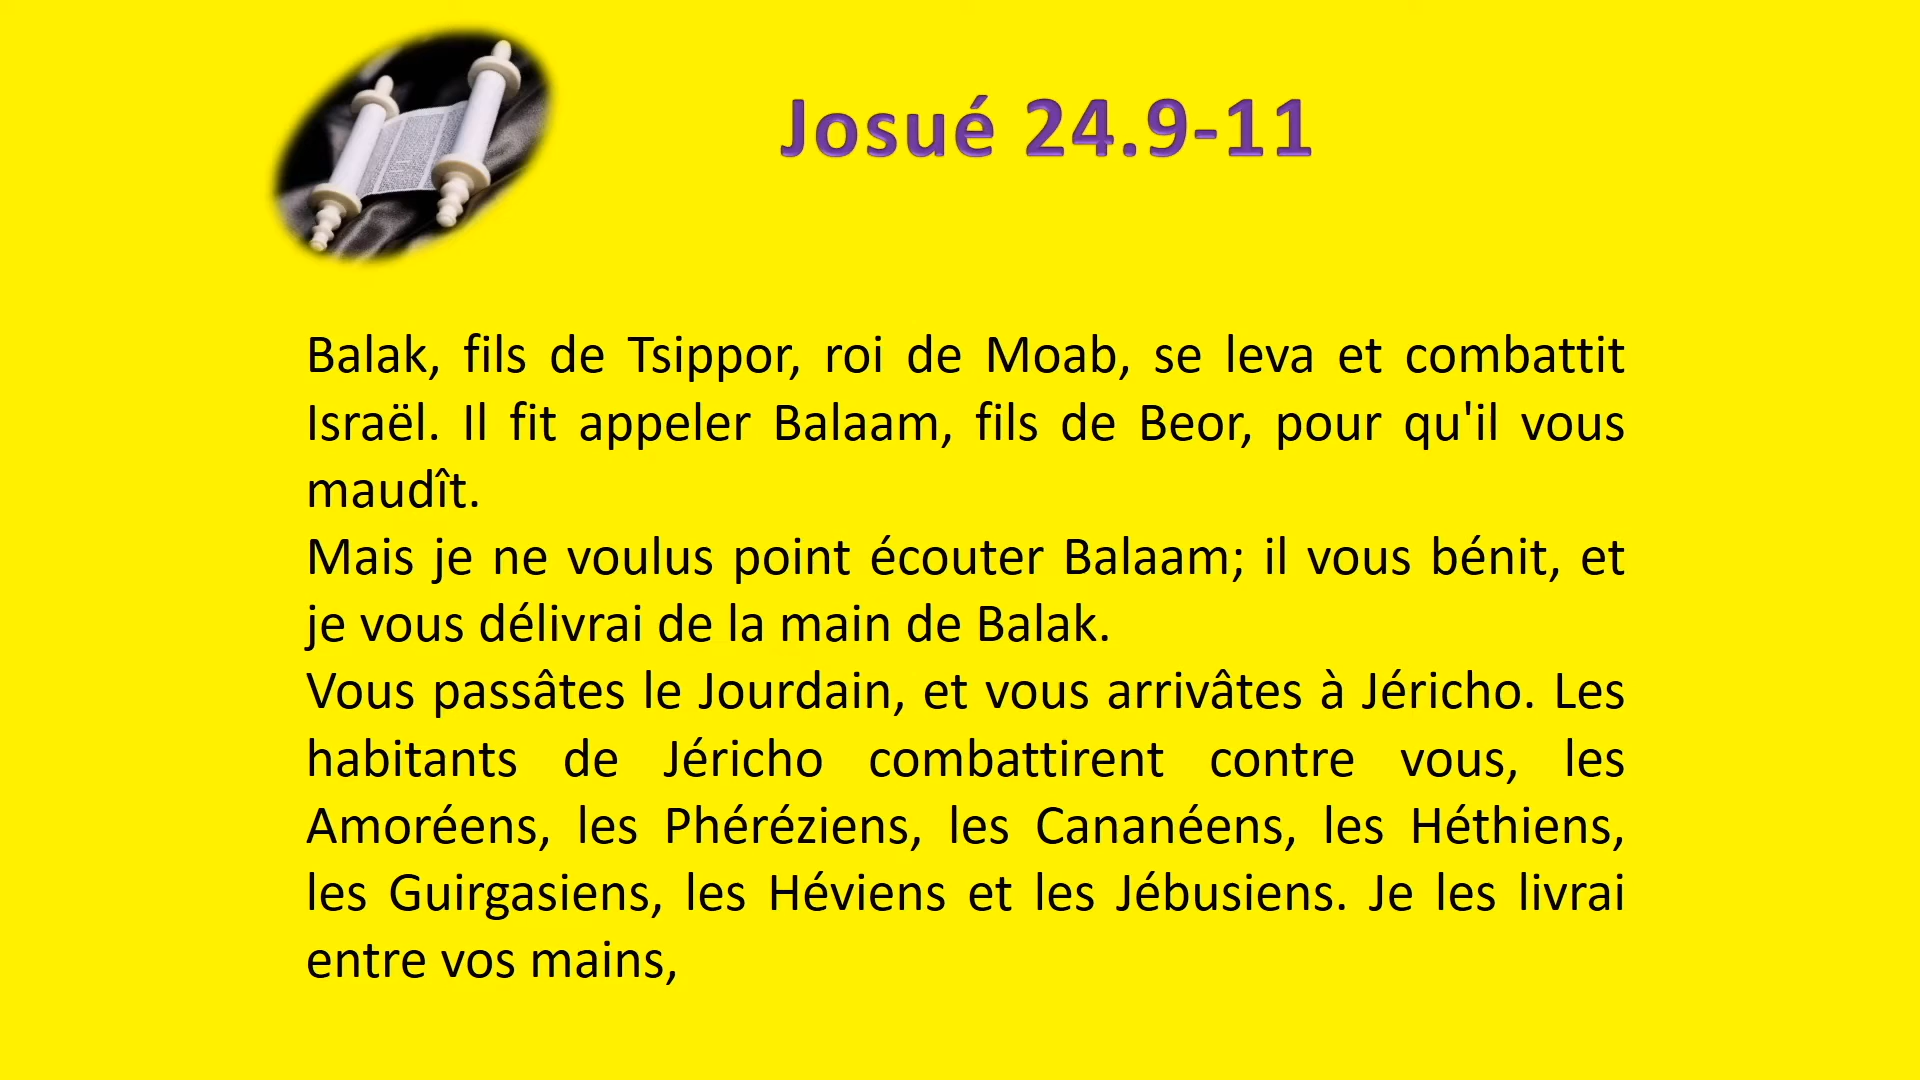 Josué 24.9-11
Balak, fils de Tsippor, roi de Moab, se leva et combattit
Israël. Il fit appeler Balaam, fils de Beor, pour qu'il vous
maudît.
Mais je ne voulus point écouter Balaam; il vous bénit, et
je vous délivrai de la main de Balak.
Vous passâtes le Jourdain, et vous arrivâtes à Jéricho. Les
habitants de Jéricho combattirent contre vous, les
Amoréens, les Phéréziens, les Cananéens, les Héthiens,
les Guirgasiens, les Héviens et les Jébusiens. Je les livrai
entre vos mains,